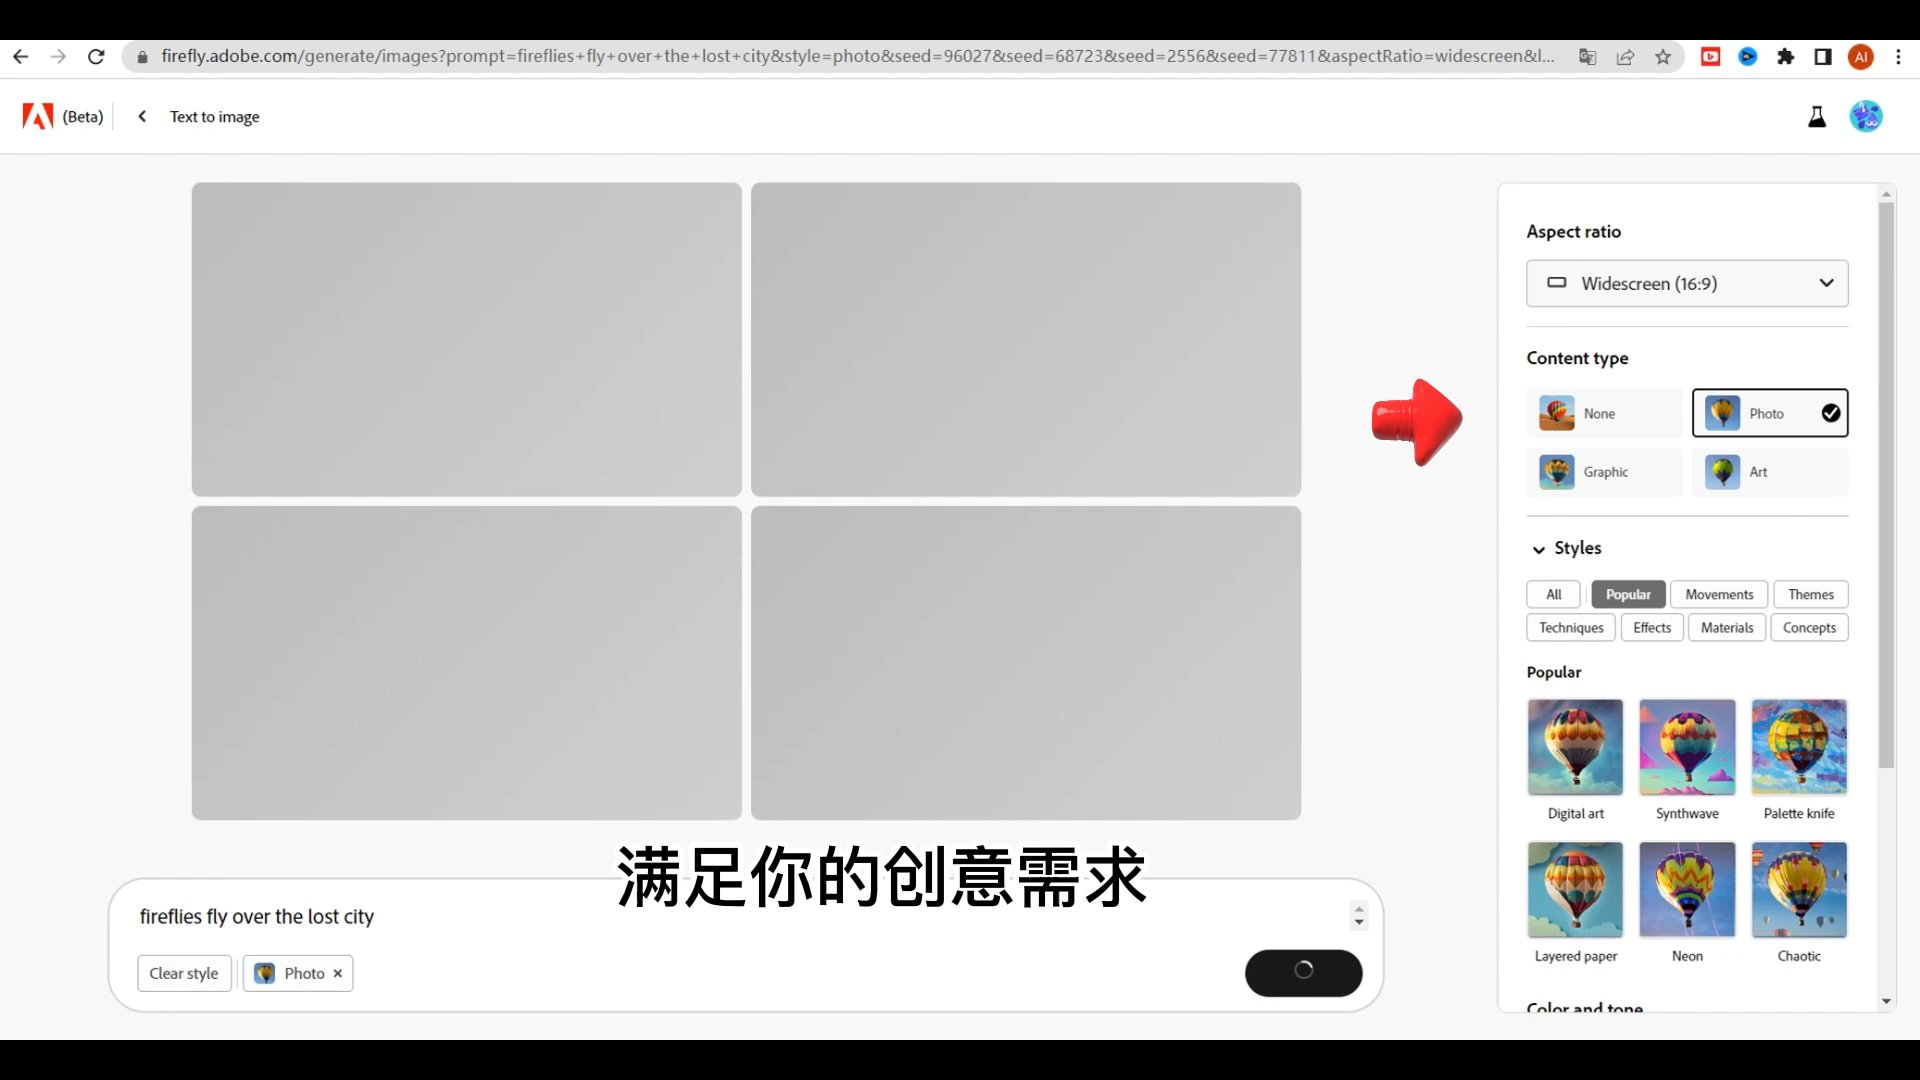 firefly.adobe.com/generate/images?prompt=fireflies+fly+over+the+lost+city&style=photo&seed=96027&seed=68723&seed=2556&seed=77811&aspectRatio=widescreen&l...
AI
(Beta)
Text to image
Aspect ratio
Widescreen (16:9)
Content type
None
Photo
Graphic
Art
Styles
All
Popular
Movements
Themes
Techniques
Effects
Materials
Concepts
Popular
Digital art
Synthwave
Palette knife
Layered paper
Neon
Chaotic
Color and tone
满足你的创意需求
fireflies fly over the lost city
Clear style
Photo ×